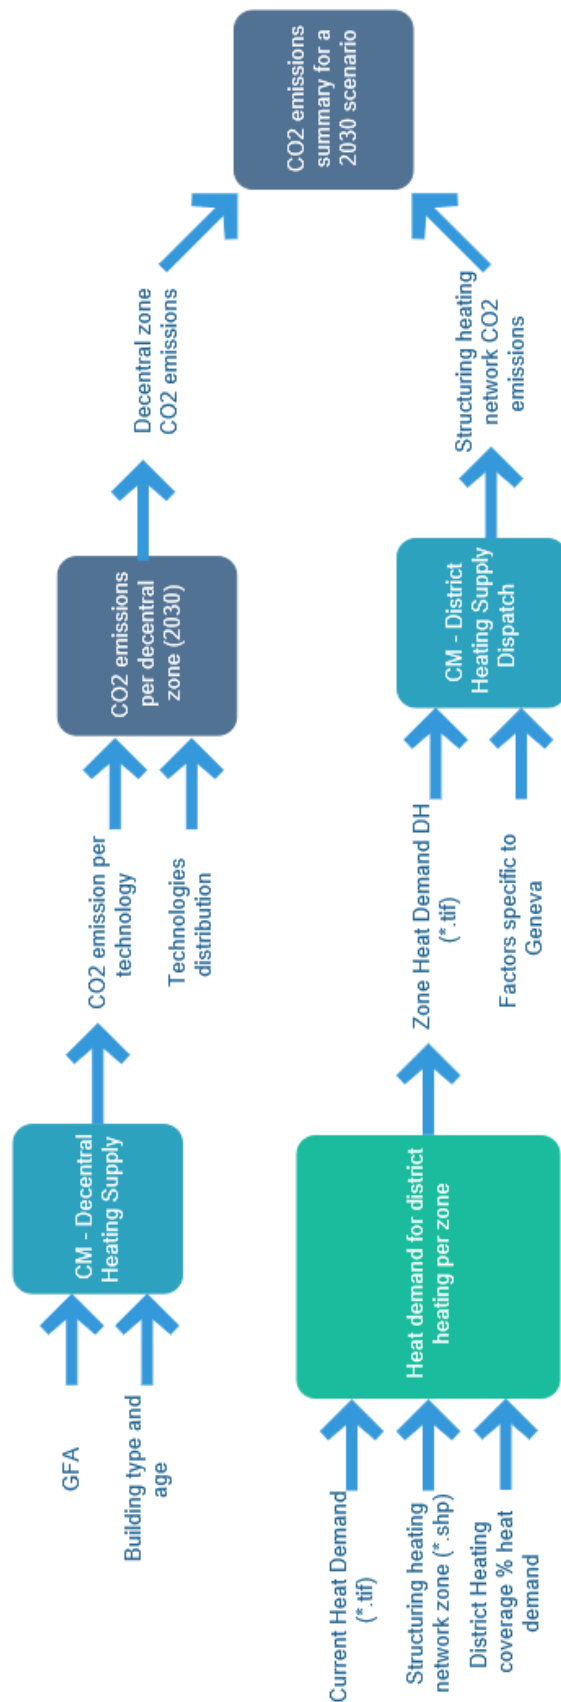 GFA
Building type and
age
CM - Decentral
Heating Supply
CO2 emission per
technology
Technologies
distribution
CO2 emissions
per decentral
zone (2030)
Decentral zone
CO2 emissions
CO2 emissions
summary for a
2030 scenario
Current Heat Demand
(*.tif)
Structuring heating
network zone (*.shp)
District Heating
coverage % heat
demand
Heat demand for district
heating per zone
Zone Heat Demand DH
(*.tif)
Factors specific to
Geneva
CM - District
Heating Supply
Dispatch
Structuring heating
network CO2
emissions